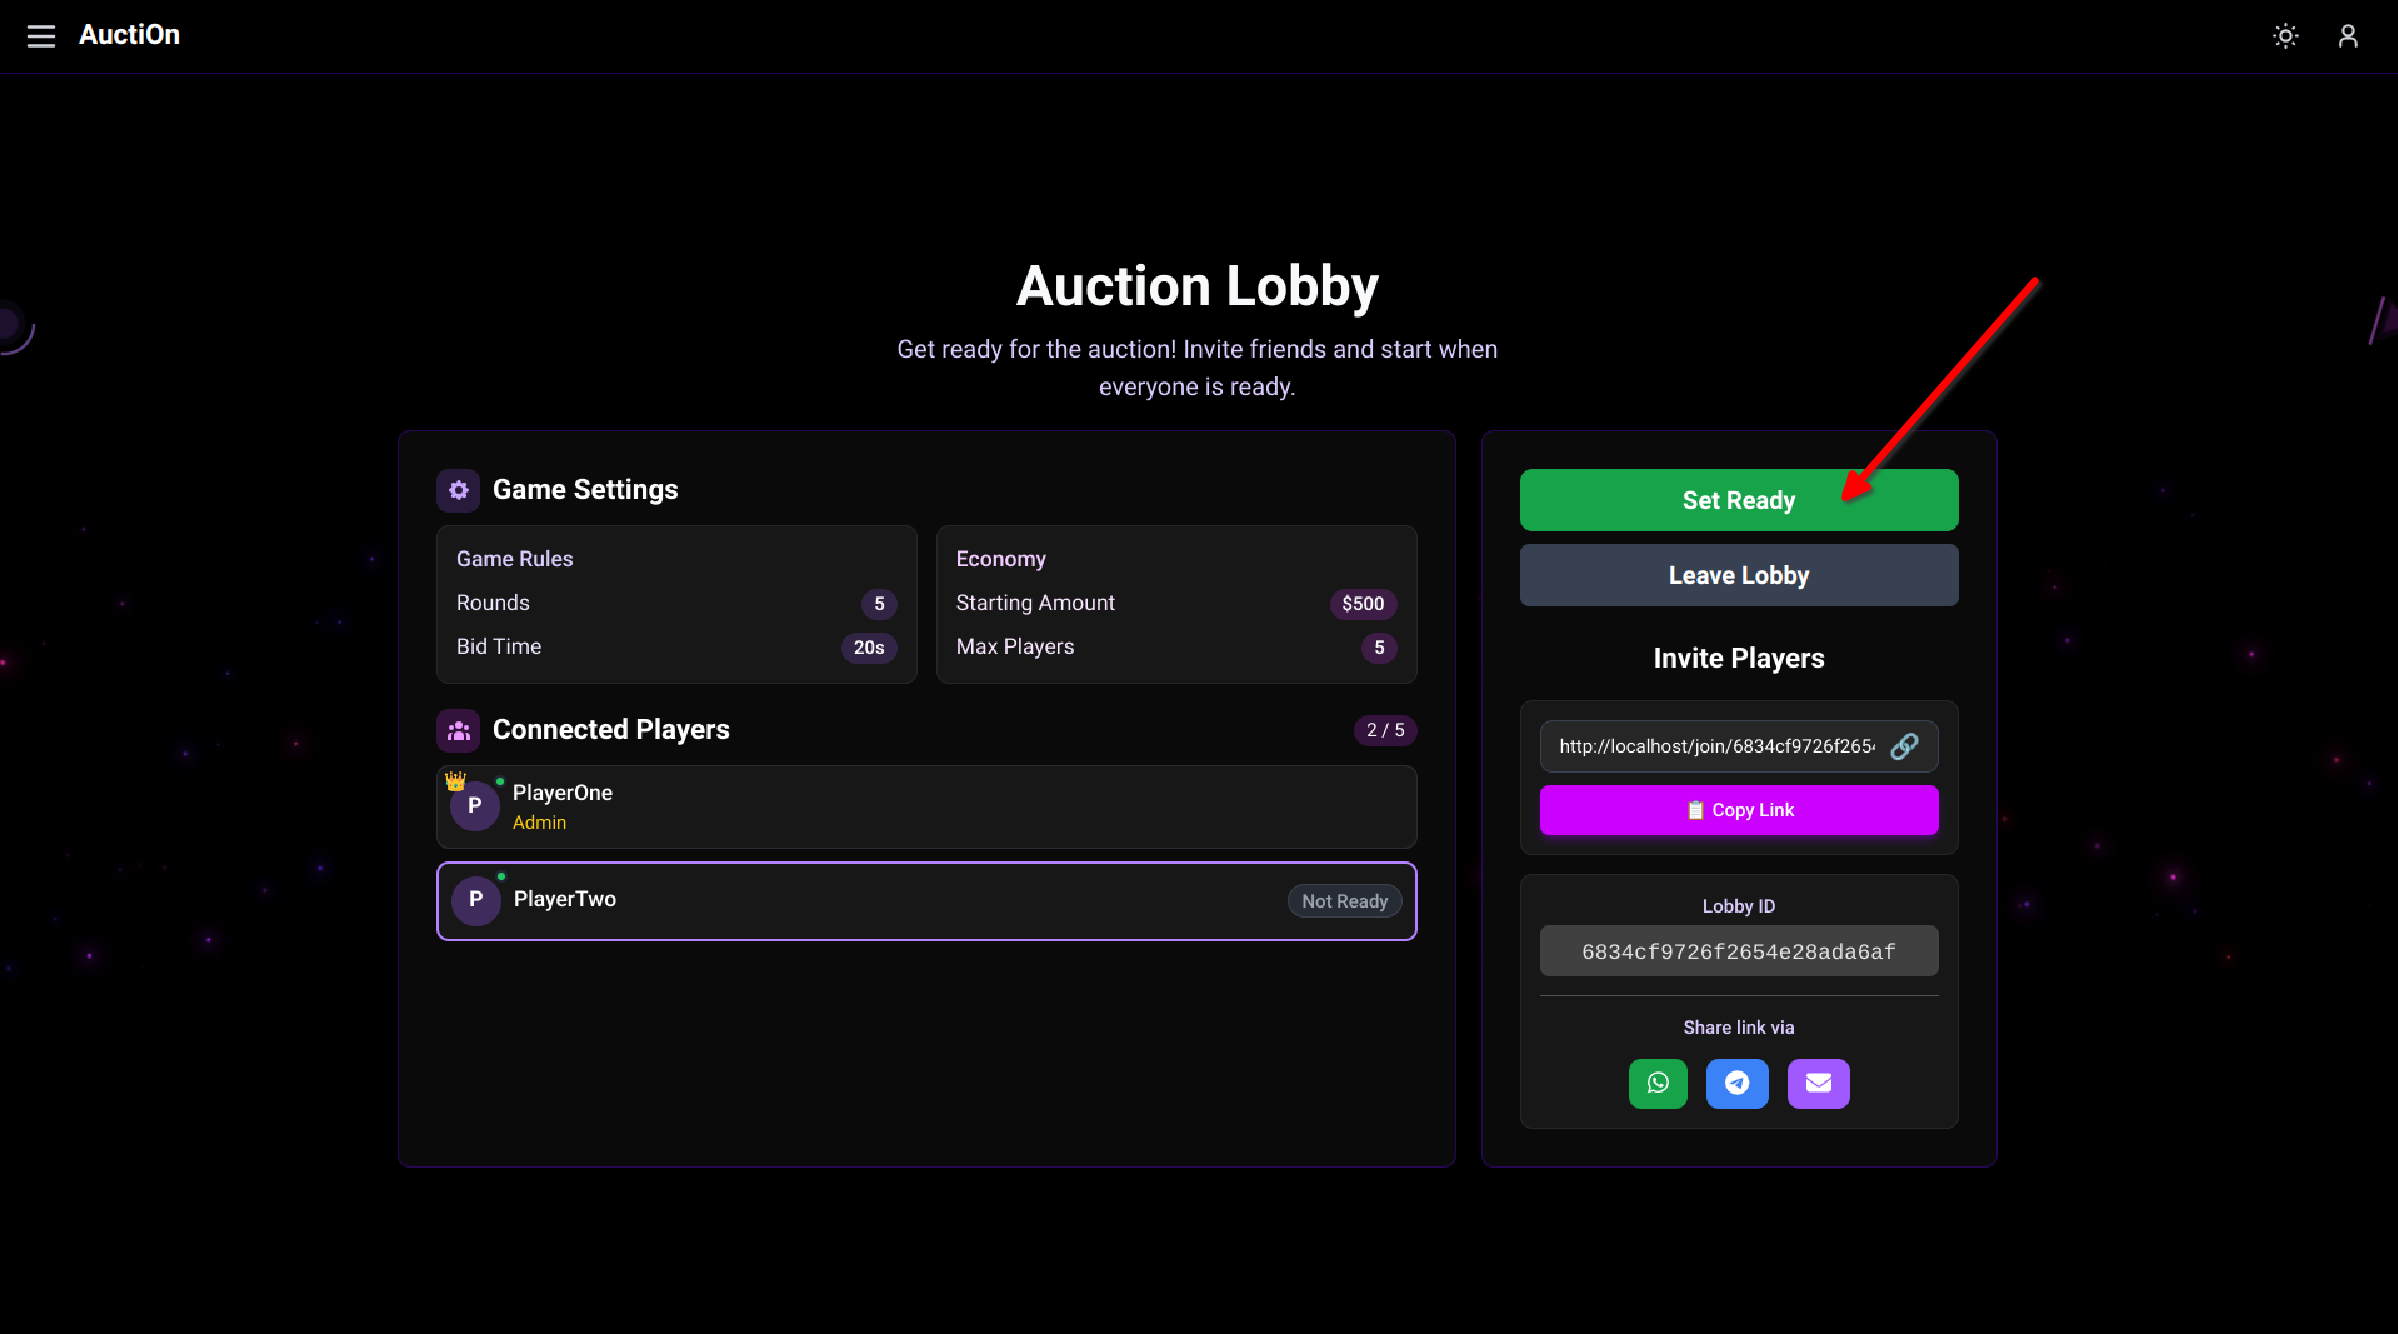 AuctiOn
Auction Lobby
Get ready for the auction! Invite friends and start when
everyone is ready.
Game Settings
Game Rules
Rounds
5
Bid Time
20s
Economy
Starting Amount
$500
Max Players
5
Connected Players
2 / 5
P
PlayerOne
Admin
P
PlayerTwo
Not Ready
Set Ready
Leave Lobby
Invite Players
http://localhost/join/6834cf9726f2654
Copy Link
Lobby ID
6834cf9726f2654e28ada6af
Share link via